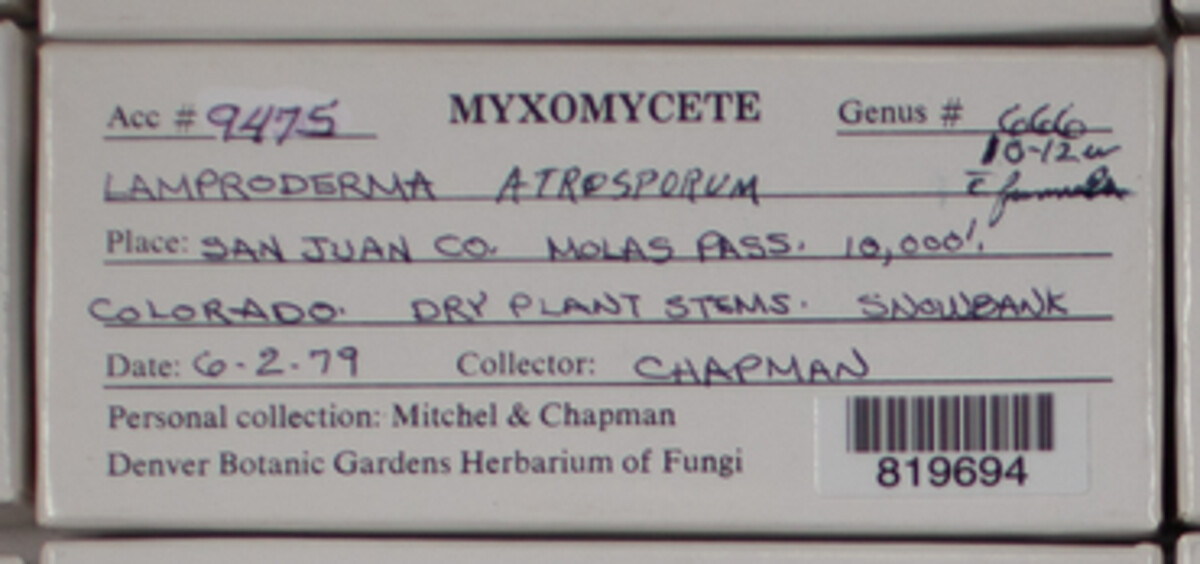 Acc # 9475 MYXOMYCETE Genus # 666
10-12 u
LAMPRODERMA ATROSPORUM c̄
Place: SAN JUAN CO. MOLAS PASS. 10,000'.
COLORADO. DRY PLANT STEMS. SNOWBANK
Date: 6-2-79 Collector: CHAPMAN
Personal collection: Mitchel & Chapman
Denver Botanic Gardens Herbarium of Fungi
819694